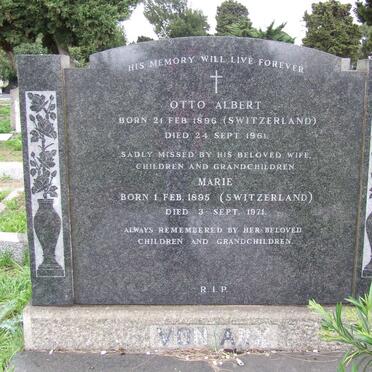 HIS MEMORY WILL LIVE FOREVER
OTTO ALBERT
BORN 21 FEB. 1896 (SWITZERLAND)
DIED 24 SEPT. 1961.
SADLY MISSED BY HIS BELOVED WIFE,
CHILDREN AND GRANDCHILDREN.
MARIE
BORN 1 FEB. 1895 (SWITZERLAND)
DIED 3 SEPT. 1971.
ALWAYS REMEMBERED BY HER BELOVED
CHILDREN AND GRANDCHILDREN.
R.I.P.
VON